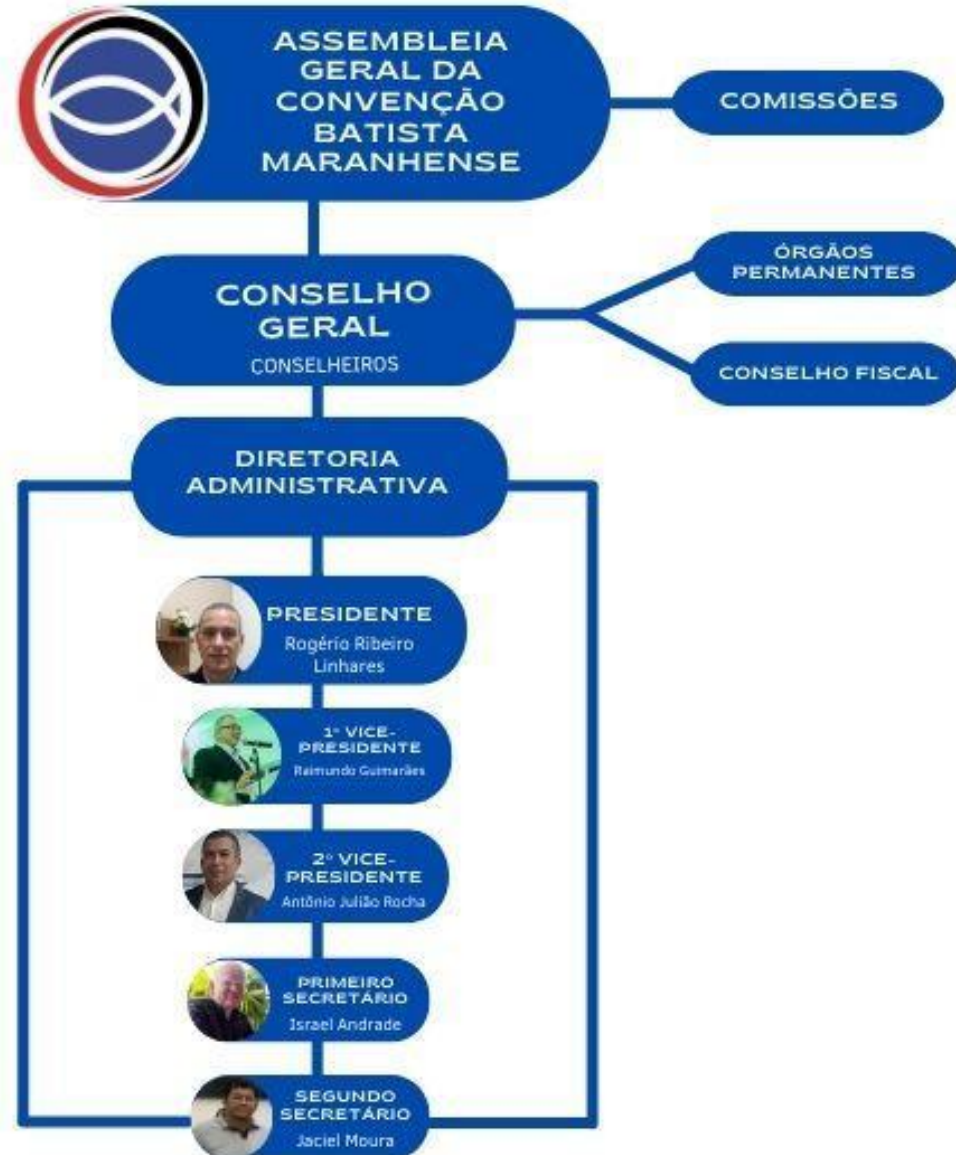 ASSEMBLEIA
GERAL DA
CONVENÇÃO
BATISTA
MARANHENSE
COMISSÕES
CONSELHO
GERAL
CONSELHEIROS
ÓRGÃOS
PERMANENTES
CONSELHO FISCAL
DIRETORIA
ADMINISTRATIVA
PRESIDENTE
Rogério Ribeiro
Linhares
1º VICE-
PRESIDENTE
Raimundo Guimarães
2º VICE-
PRESIDENTE
Antônio Julião Rocha
PRIMEIRO
SECRETÁRIO
Israel Andrade
SEGUNDO
SECRETÁRIO
Jaciel Moura